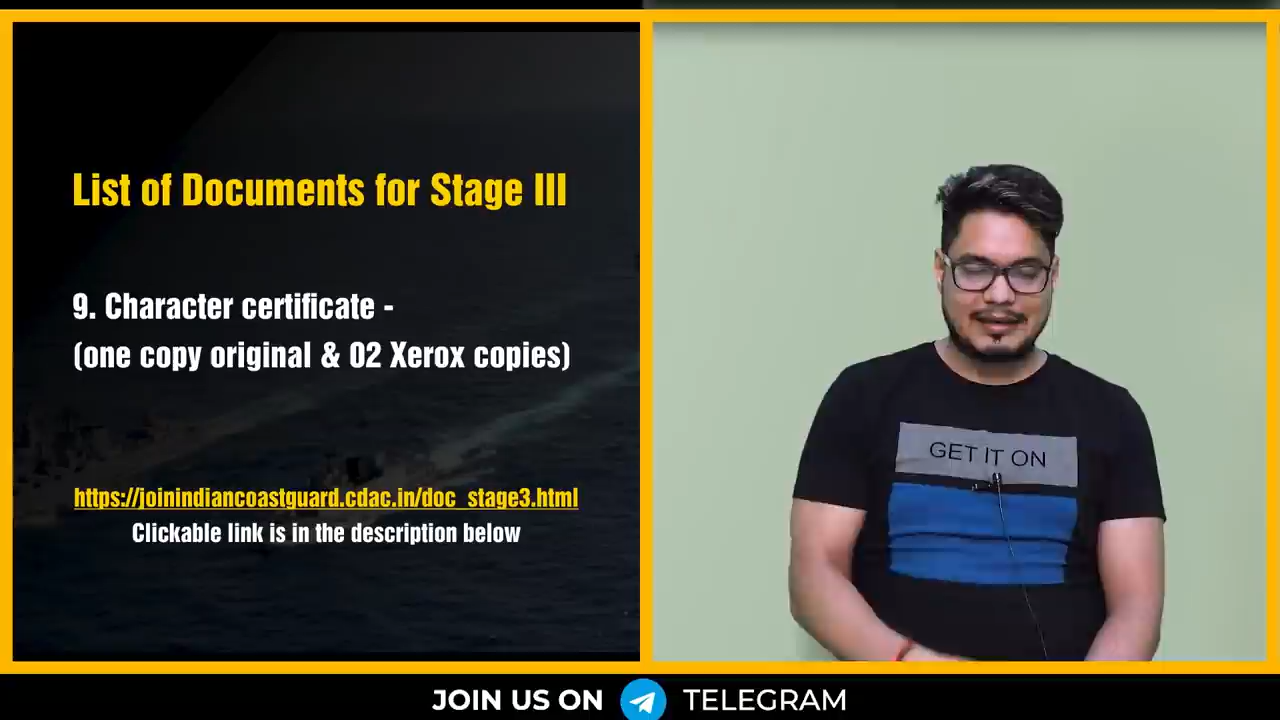 List of Documents for Stage III
9. Character certificate -
(one copy original & 02 Xerox copies)
https://joinindiancoastguard.cdac.in/doc_stage3.html
Clickable link is in the description below
GET IT ON
JOIN US ON TELEGRAM